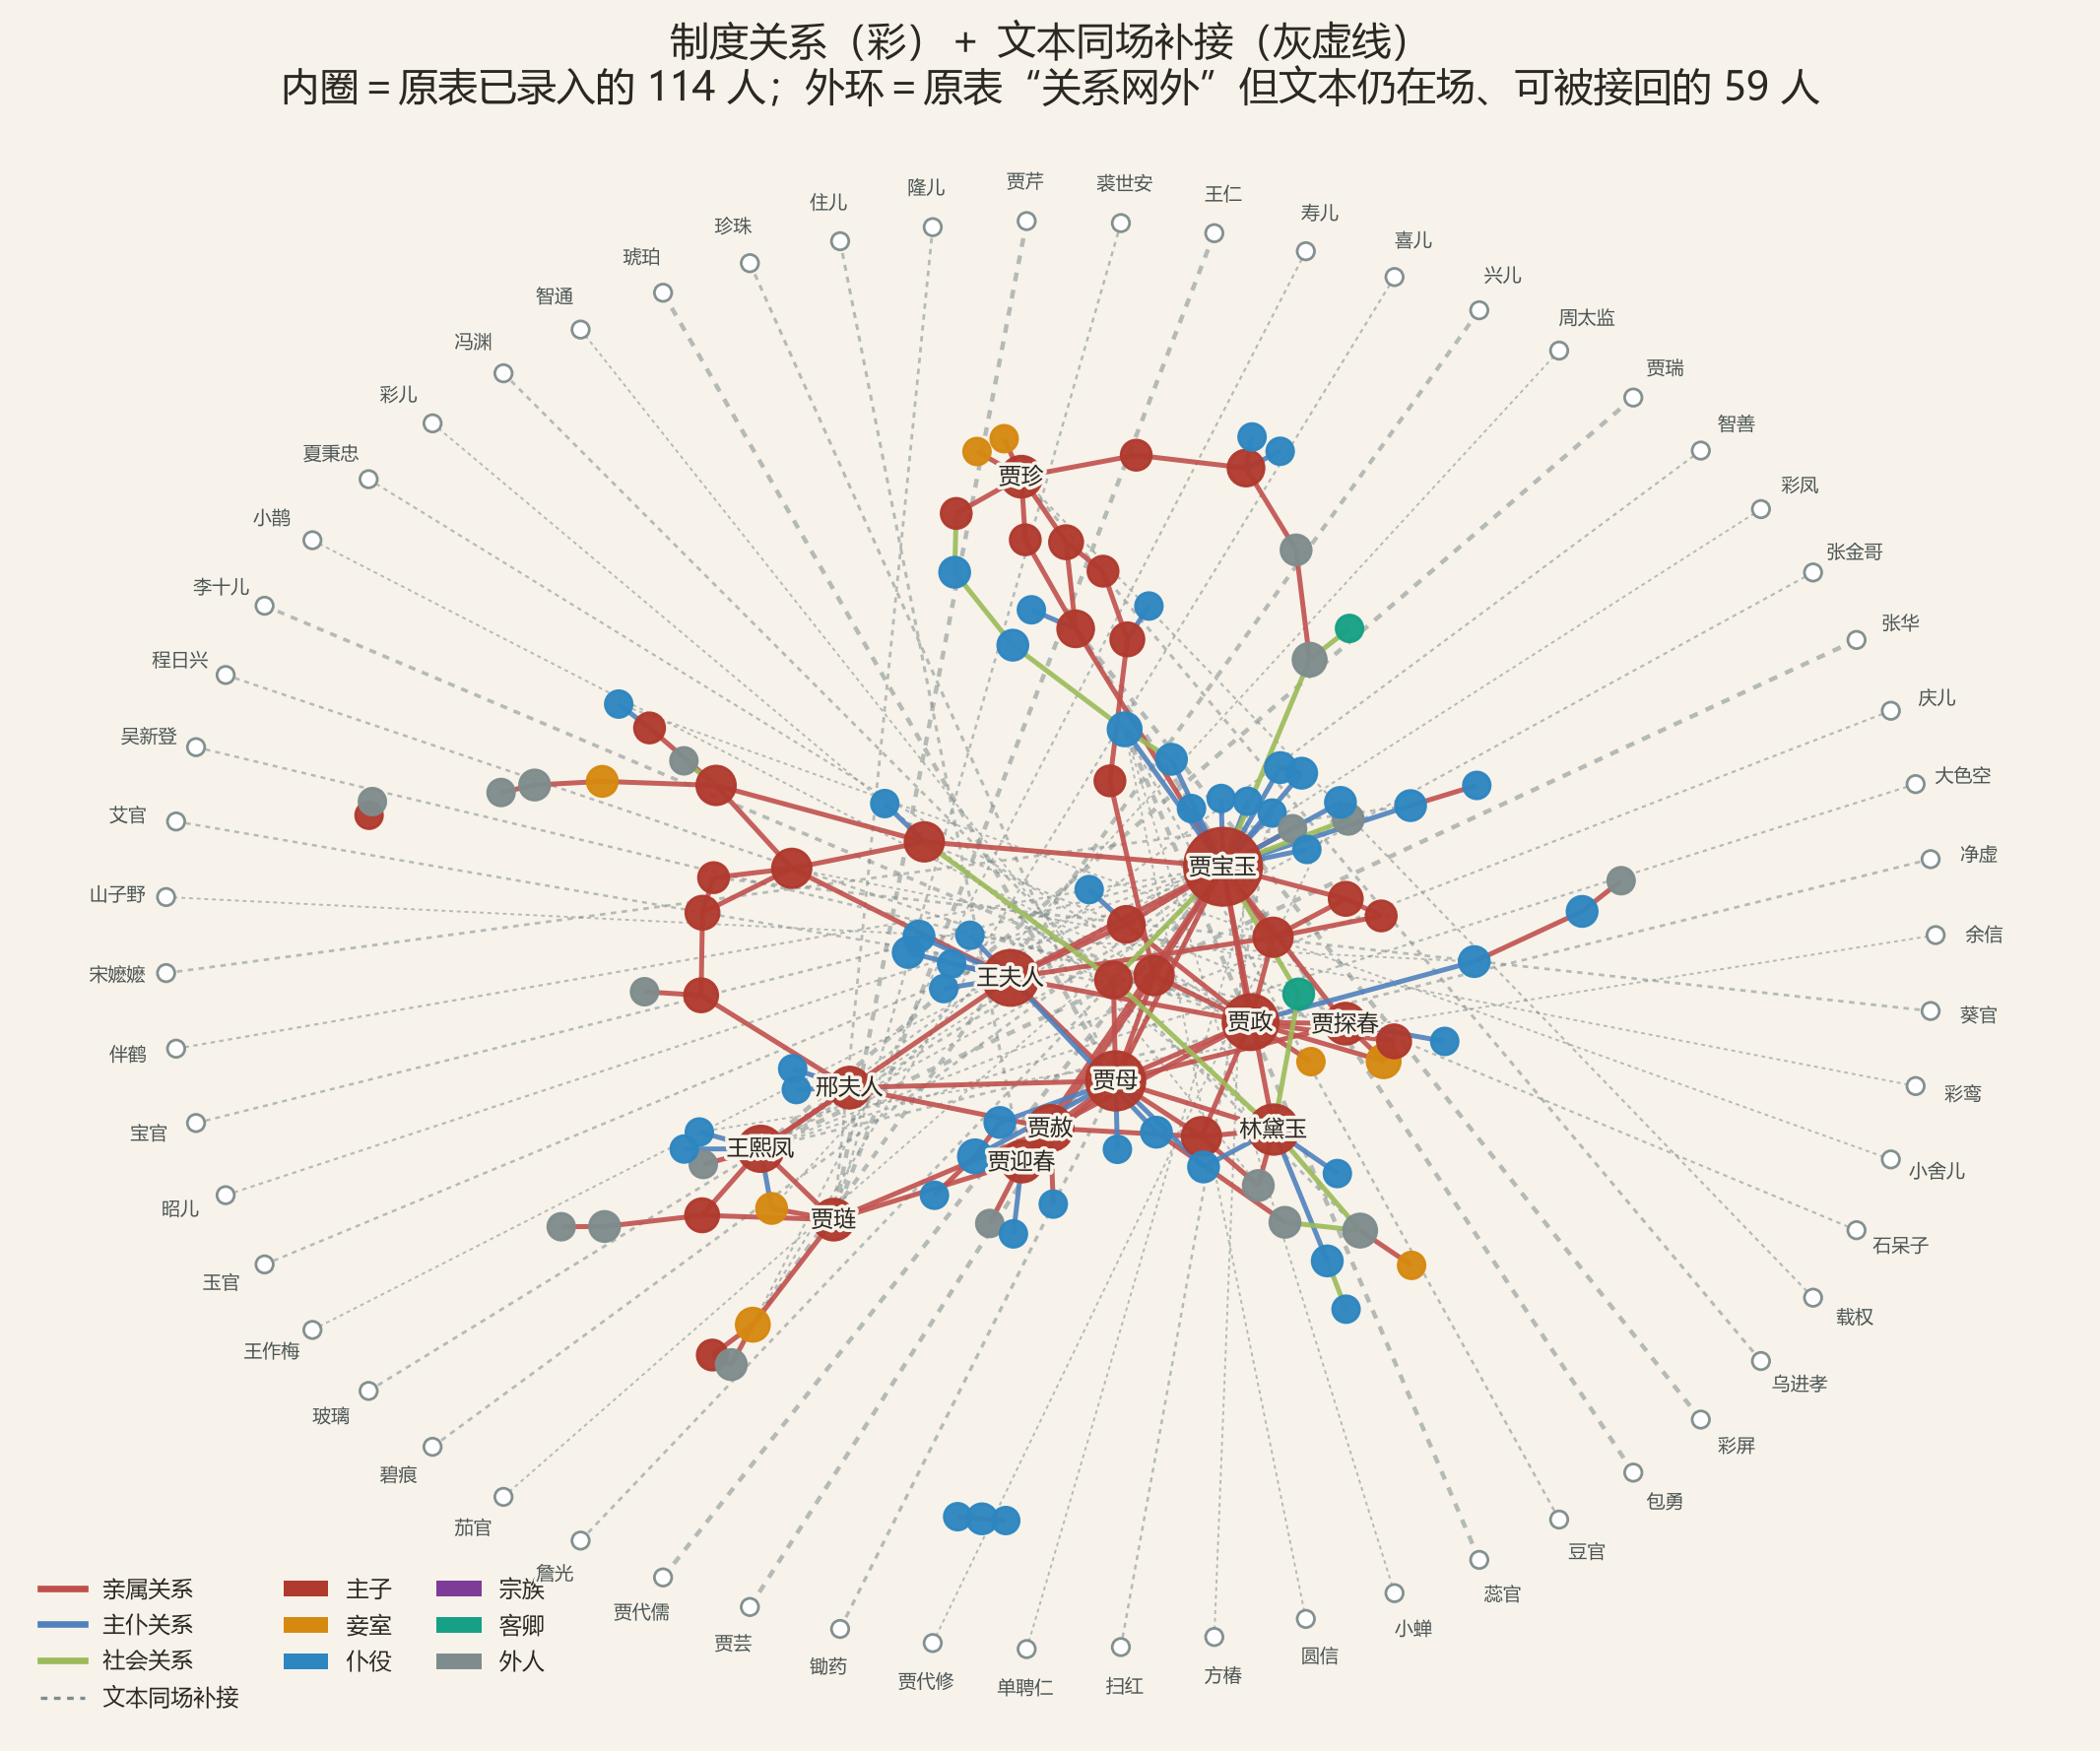 制度关系（彩）＋ 文本同场补接（灰虚线）
内圈＝原表已录入的 114 人；外环＝原表“关系网外”但文本仍在场、可被接回的 59 人
贾芹
裘世安
隆儿
王仁
住儿
寿儿
珍珠
喜儿
琥珀
兴儿
智通
周太监
冯渊
贾瑞
彩儿
智善
夏秉忠
贾珍
彩凤
小鹊
张金哥
李十儿
张华
程日兴
庆儿
吴新登
大色空
艾官
净虚
贾宝玉
山子野
余信
宋嬷嬷
王夫人
葵官
贾政
贾探春
伴鹤
贾母
邢夫人
彩鸾
宝官
贾赦
林黛玉
王熙凤
贾迎春
小舍儿
昭儿
贾琏
石呆子
玉官
载权
王作梅
乌进孝
玻璃
彩屏
碧痕
包勇
茄官
豆官
詹光
蕊官
贾代儒
小蝉
贾芸
圆信
锄药
方椿
贾代修
扫红
单聘仁
亲属关系 主子 宗族
主仆关系 妾室 客卿
社会关系 仆役 外人
文本同场补接